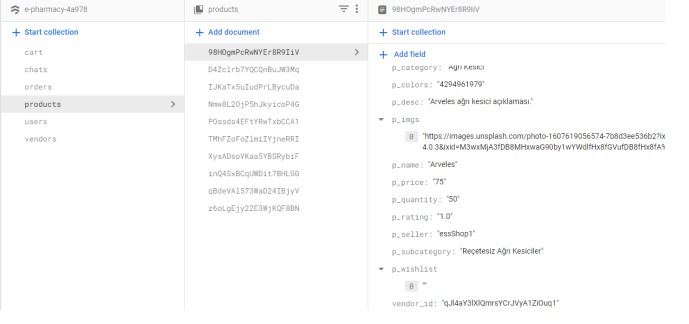 e-pharmacy-4a978
products
98HOgmPcRwNYEr8R9IiV
Start collection
Add document
Start collection
Add field
cart
chats
orders
products
users
vendors
98HOgmPcRwNYEr8R9IiV
D4Zclrb7YQCQnBuJW3Mq
IJKaTx5uIudPrLBycuDa
Nmw8L2OjP5hJkyicoP4G
POssds4EFtYRwTxbCCA1
TMhFZoFoZlmiIYjneRRI
XysADsoVKaa5YBSRybiF
inQ4SxBCqUWDit7BHLGG
qBdeVAl573WaD24IBjyV
z6oLgEjy22E3WjKQF8BN
p_category: "Ağrı Kesici"
p_colors: "4294961979"
p_desc: "Arveles ağrı kesici açıklaması."
p_imgs
0 "https://images.unsplash.com/photo-1607619056574-7b8d3ee536b2?ix
4.0.3&ixid=M3wxMjA3fDB8MHxwaG90by1wYWdlfHx8fGVufDB8fHx8fA%
p_name: "Arveles"
p_price: "75"
p_quantity: "50"
p_rating: "1.0"
p_seller: "essShop1"
p_subcategory: "Reçetesiz Ağrı Kesiciler"
p_wishlist
0 ""
vendor_id: "qJl4aY3lXlQmrsYCrJVyA1ZiOuq1"